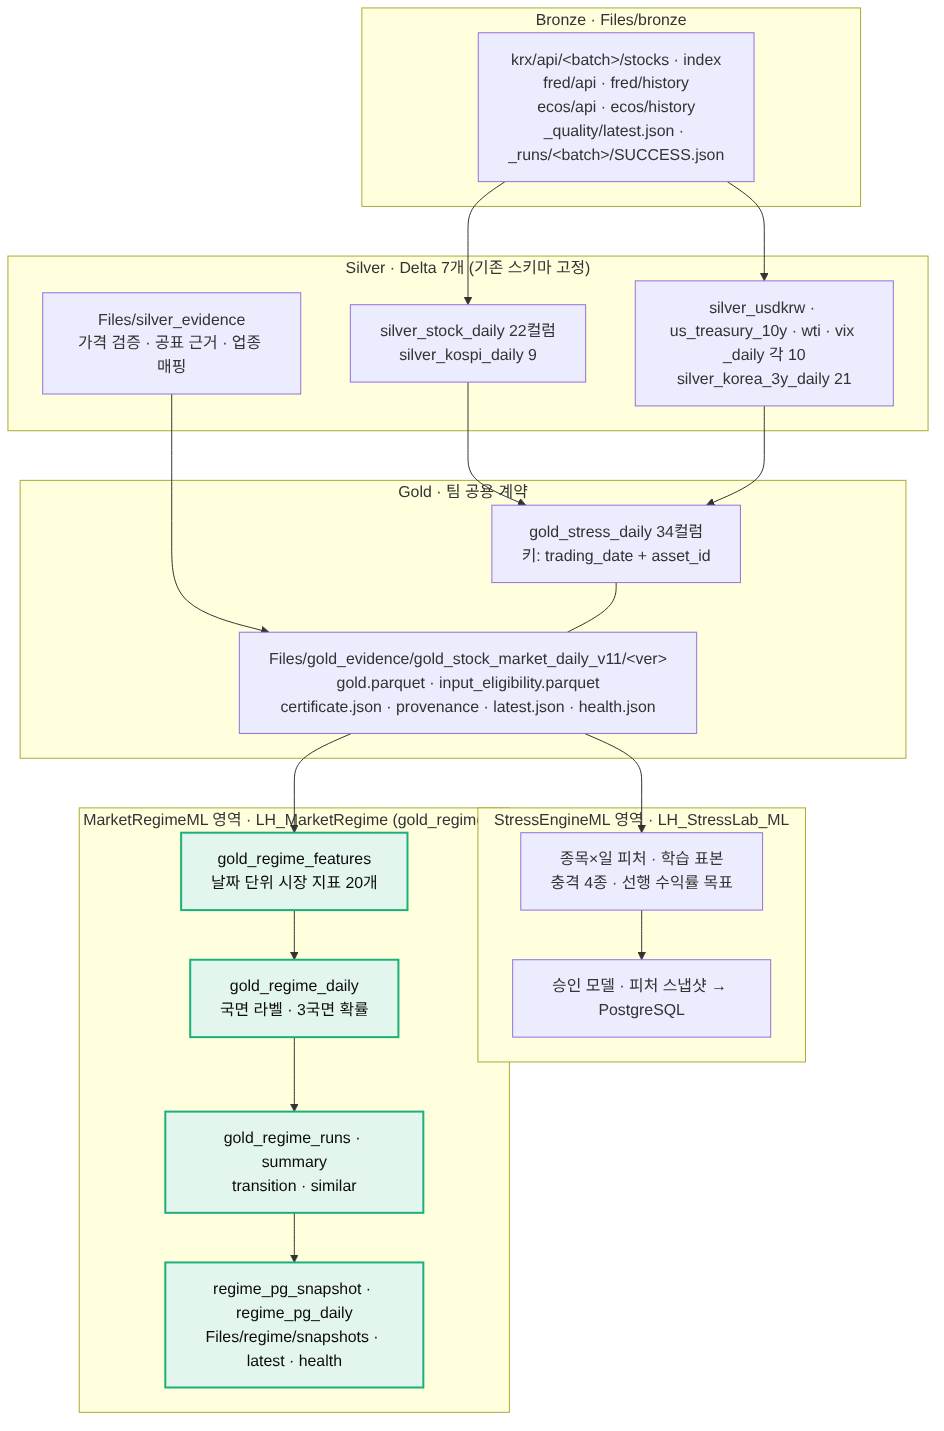 Bronze · Files/bronze
krx/api/<batch>/stocks · index
fred/api · fred/history
ecos/api · ecos/history
_quality/latest.json ·
_runs/<batch>/SUCCESS.json
Silver · Delta 7개 (기존 스키마 고정)
Files/silver_evidence
가격 검증 · 공표 근거 · 업종
매핑
silver_stock_daily 22컬럼
silver_kospi_daily 9
silver_usdkrw ·
us_treasury_10y · wti · vix
_daily 각 10
silver_korea_3y_daily 21
Gold · 팀 공용 계약
gold_stress_daily 34컬럼
키: trading_date + asset_id
Files/gold_evidence/gold_stock_market_daily_v11/<ver>
gold.parquet · input_eligibility.parquet
certificate.json · provenance · latest.json · health.json
MarketRegimeML 영역 · LH_MarketRegime (gold_regim
gold_regime_features
날짜 단위 시장 지표 20개
gold_regime_daily
국면 라벨 · 3국면 확률
gold_regime_runs ·
summary
transition · similar
regime_pg_snapshot ·
regime_pg_daily
Files/regime/snapshots ·
latest · health
StressEngineML 영역 · LH_StressLab_ML
종목×일 피처 · 학습 표본
충격 4종 · 선행 수익률 목표
승인 모델 · 피처 스냅샷 →
PostgreSQL